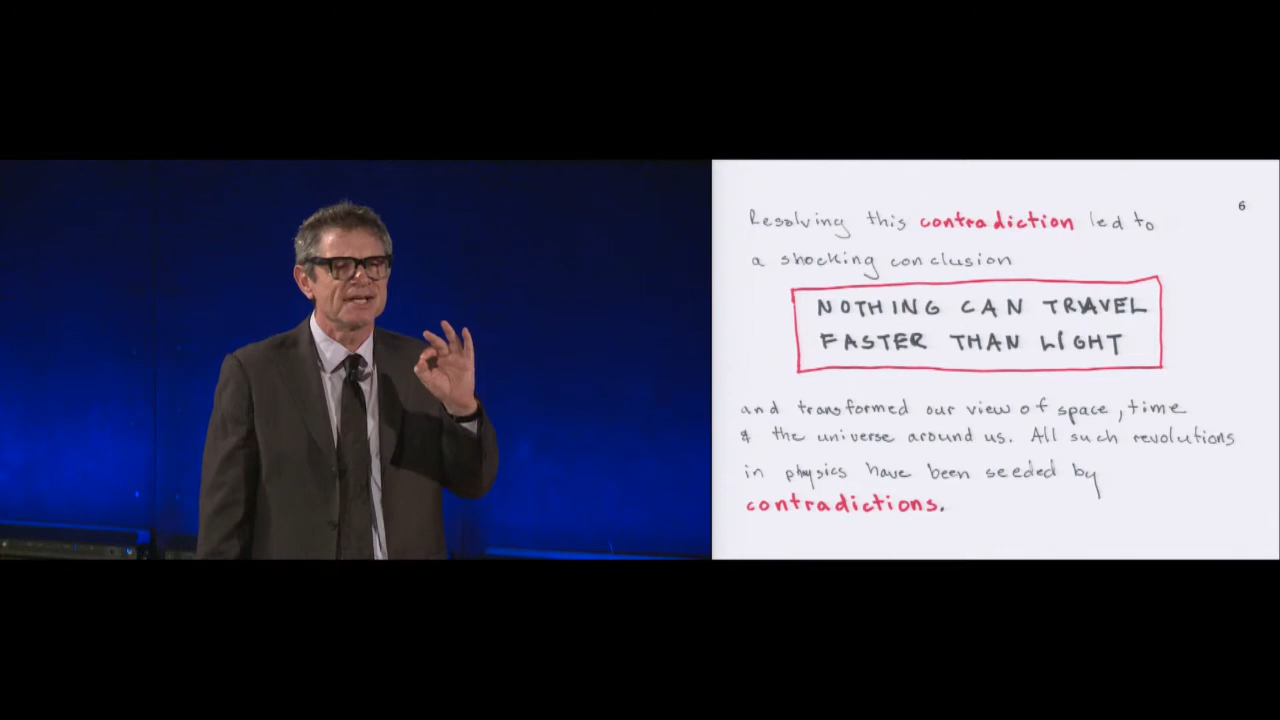 6
Resolving this contradiction led to
a shocking conclusion
NOTHING CAN TRAVEL
FASTER THAN LIGHT
and transformed our view of space, time
& the universe around us. All such revolutions
in physics have been seeded by
contradictions.